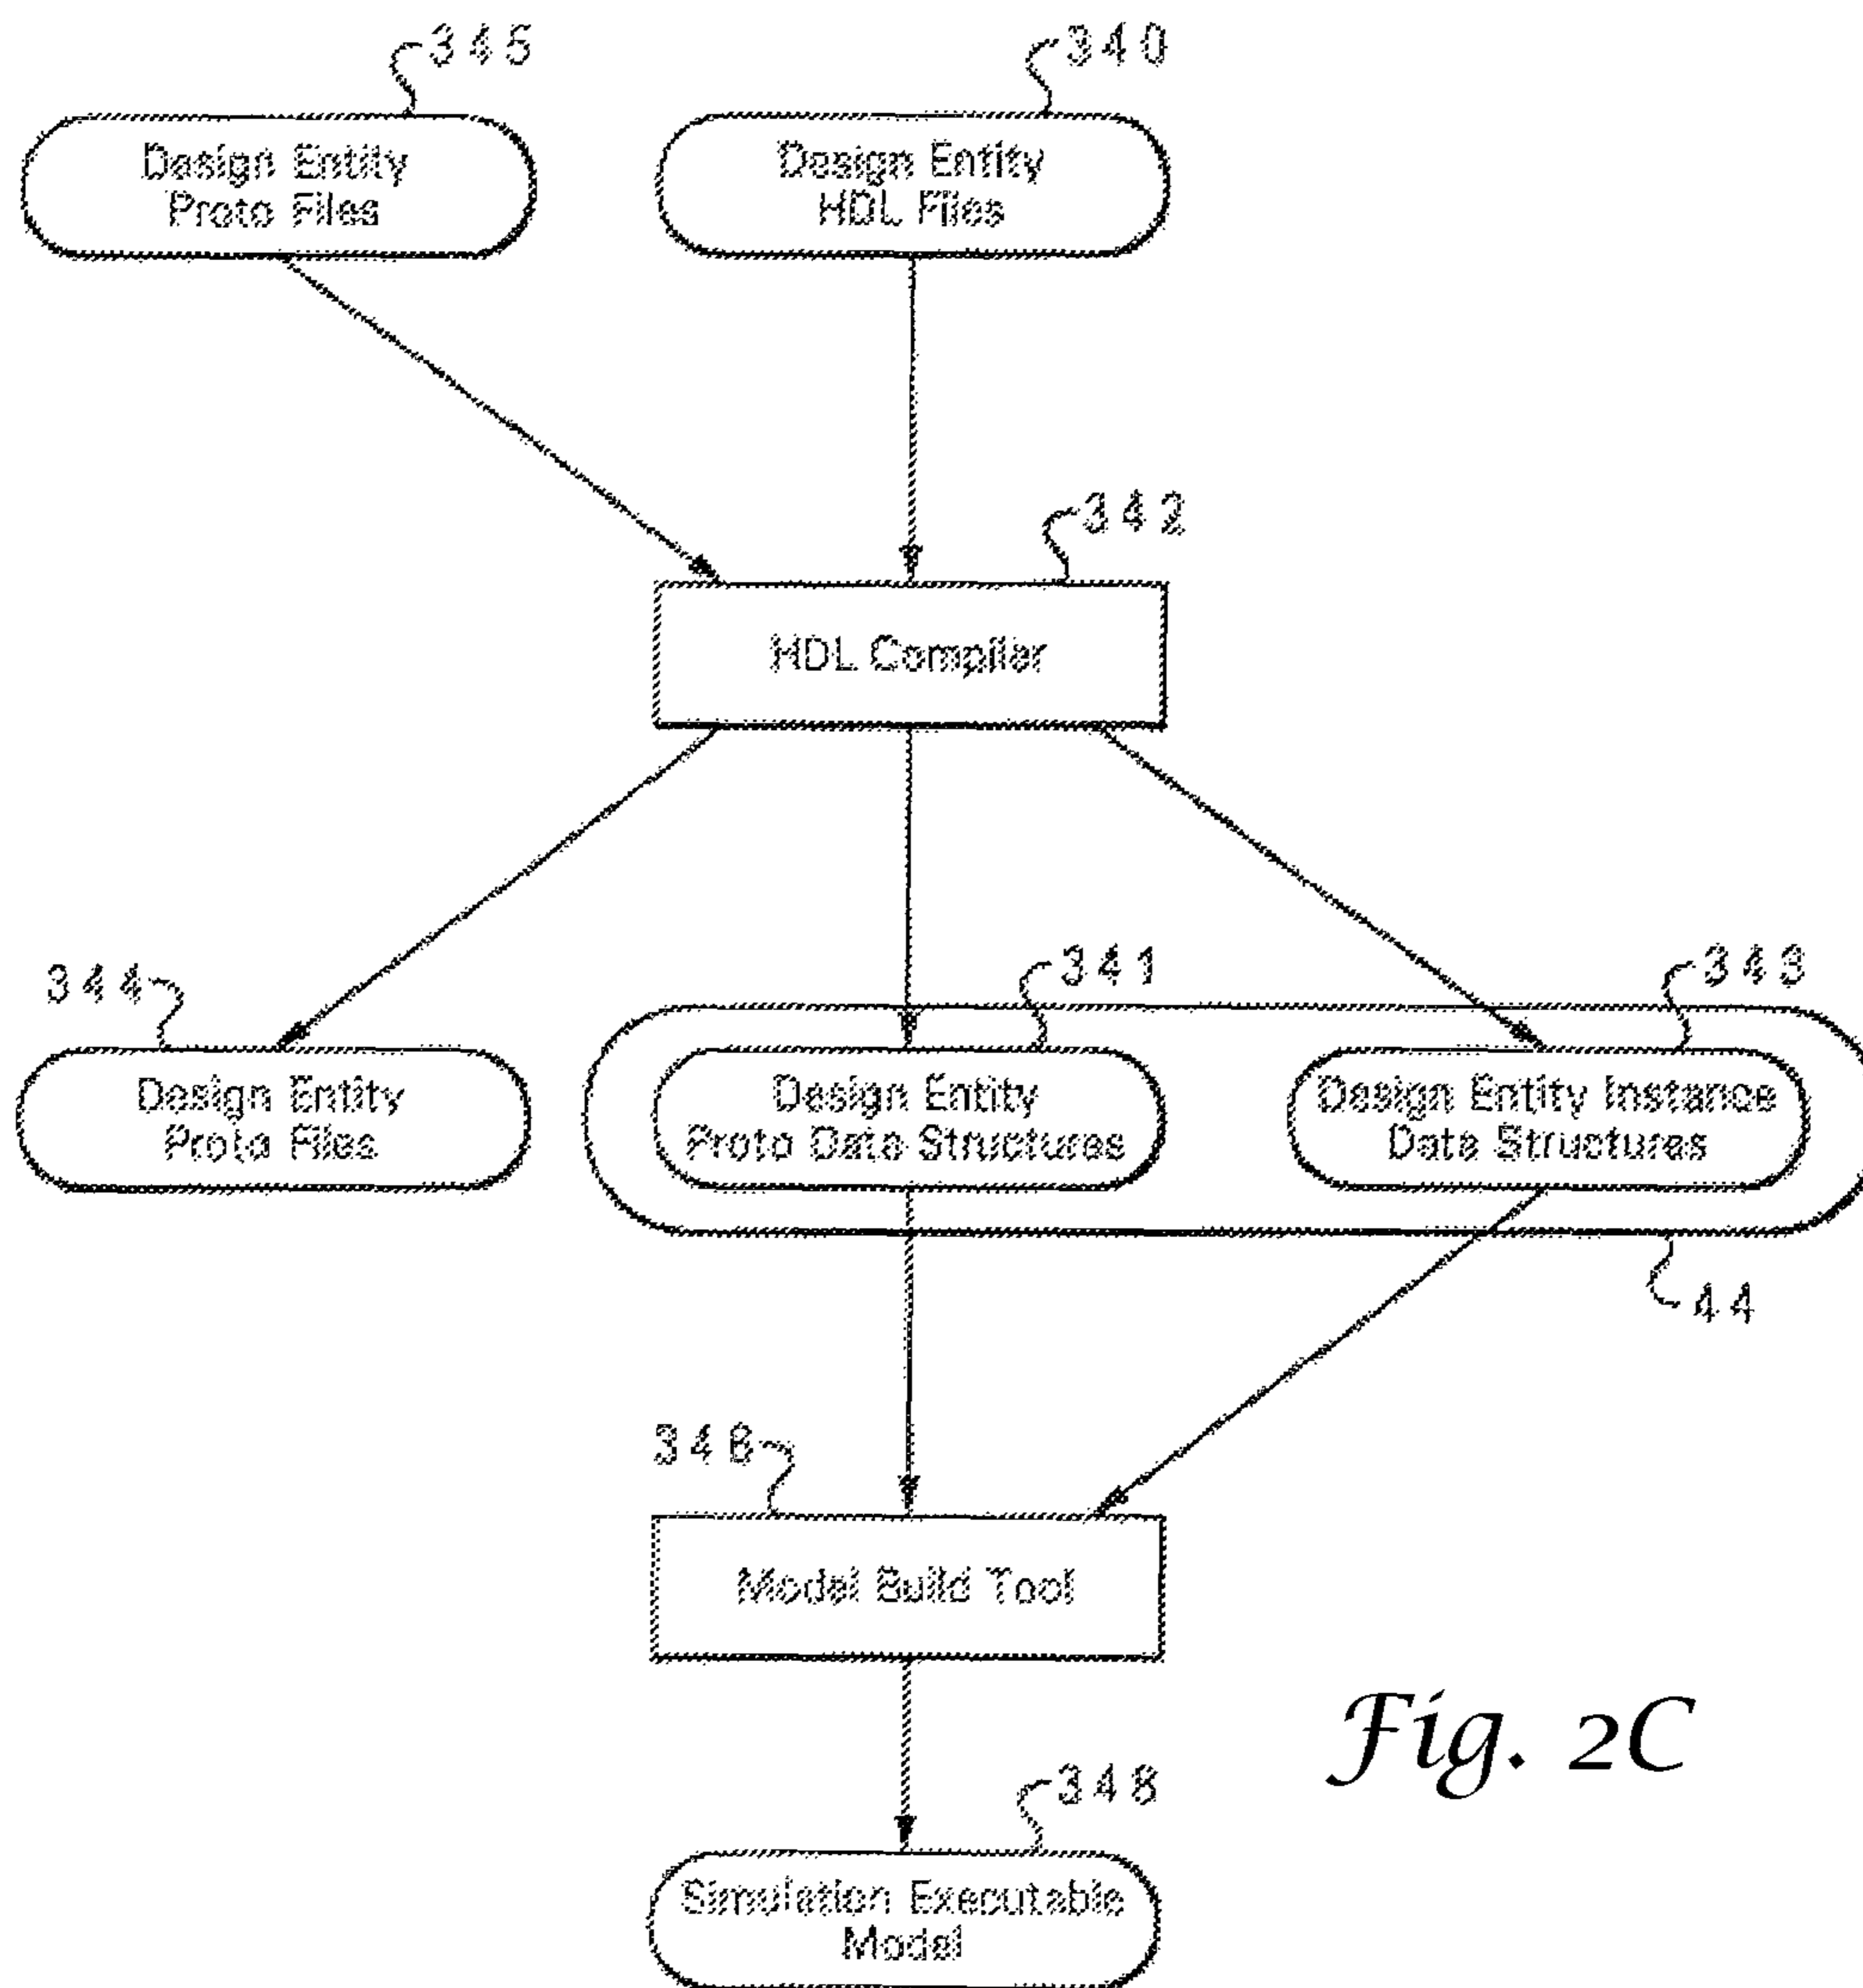 345
340
Design Entity
Proto Files
Design Entity
HDL Files
342
HDL Compiler
344
341
343
Design Entity
Proto Files
Design Entity
Proto Data Structures
Design Entity Instance
Data Structures
44
346
Model Build Tool
Fig. 2C
348
Simulation Executable
Model